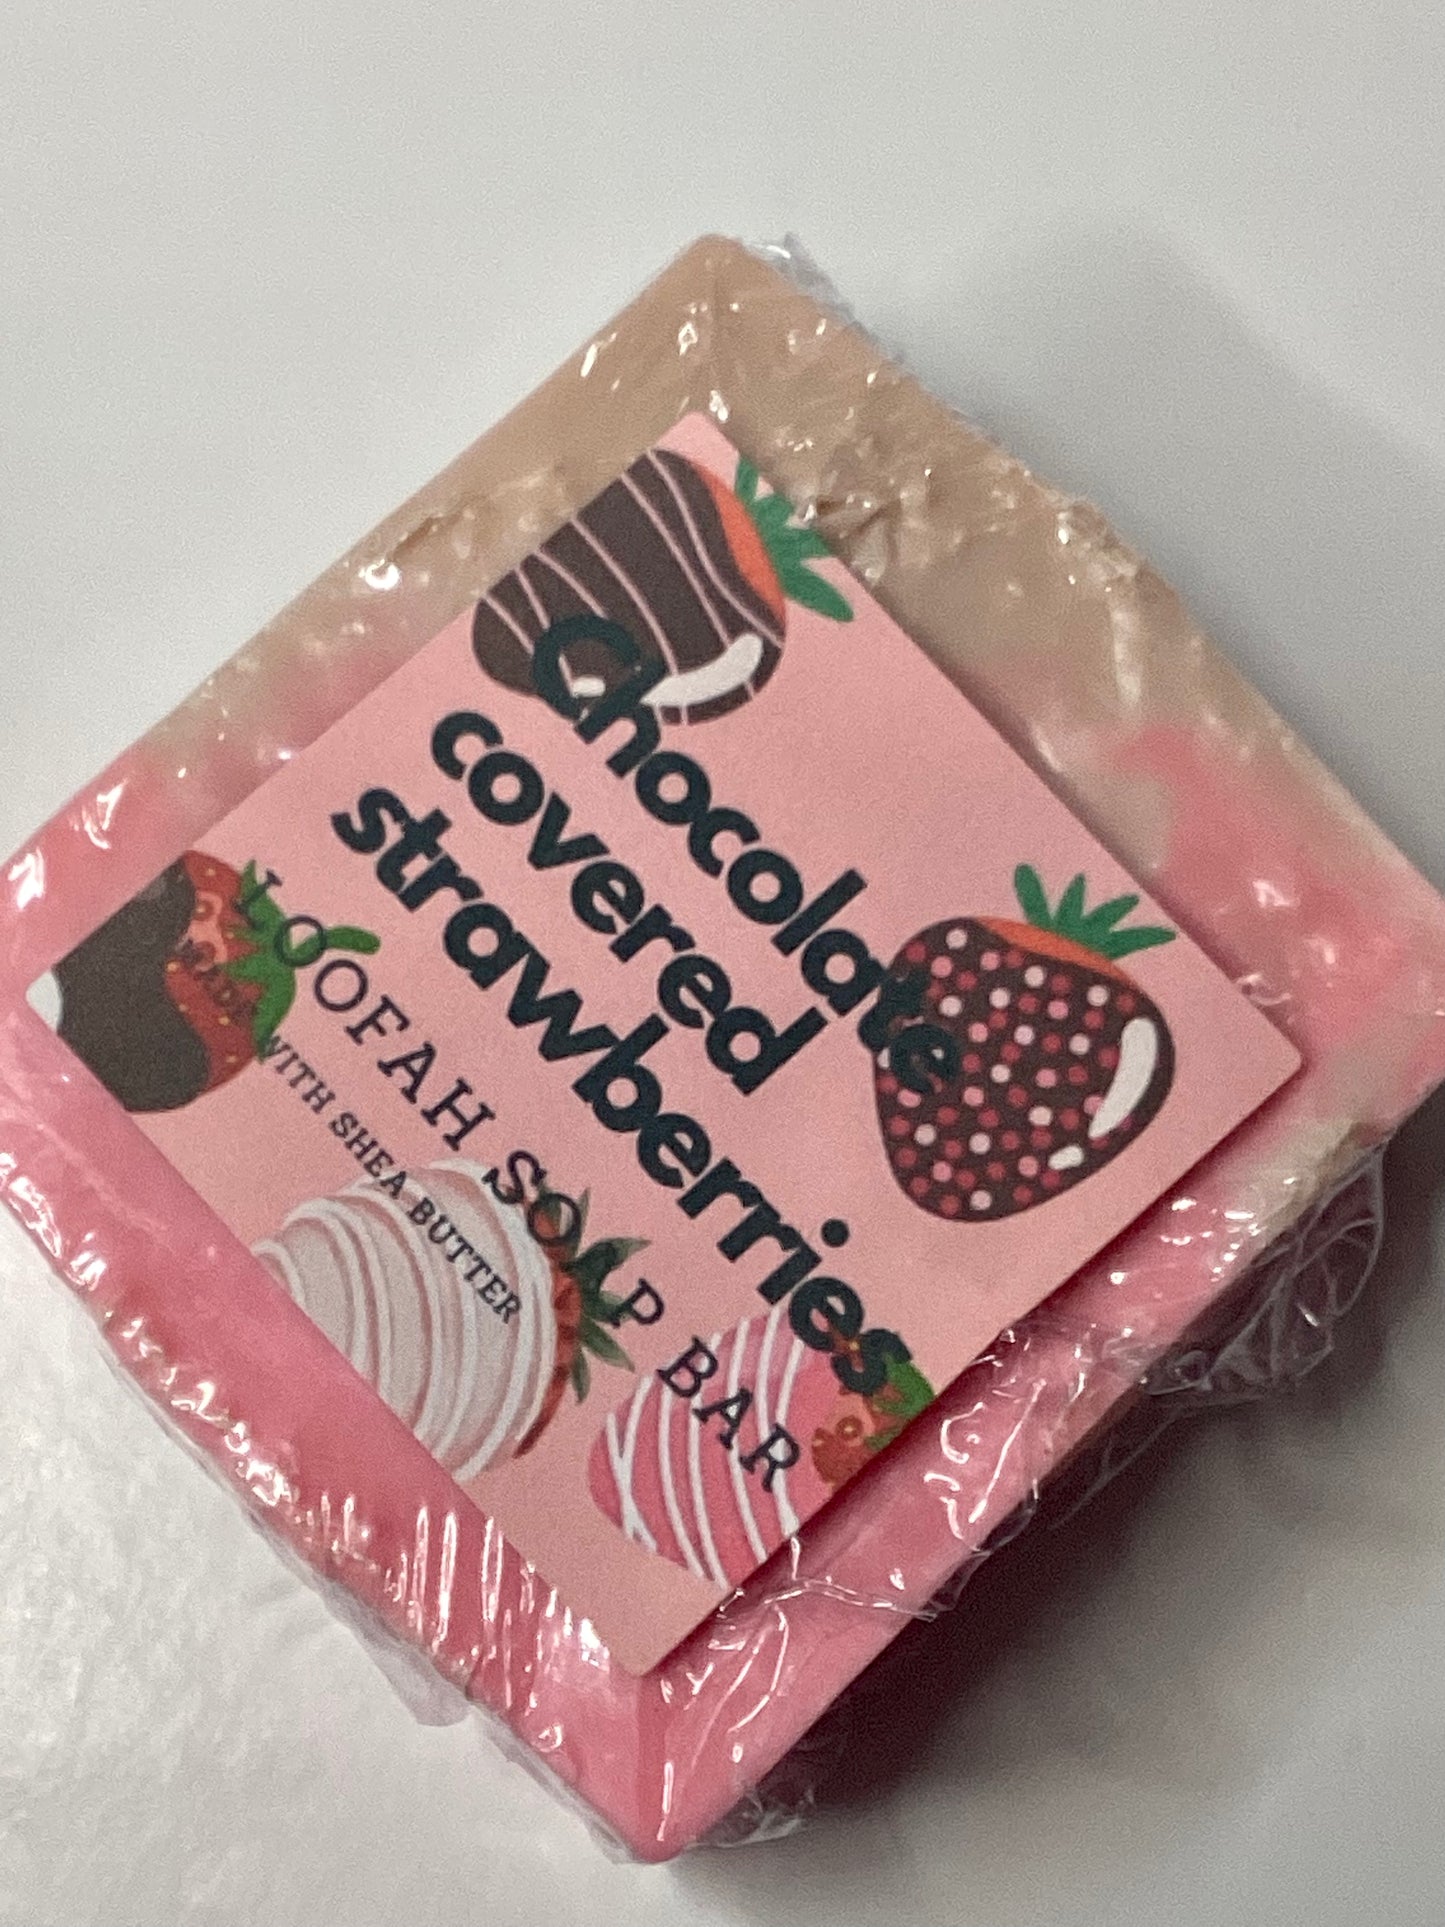 Chocolate
covered
strawberries
LOOFAH SOAP BAR
WITH SHEA BUTTER